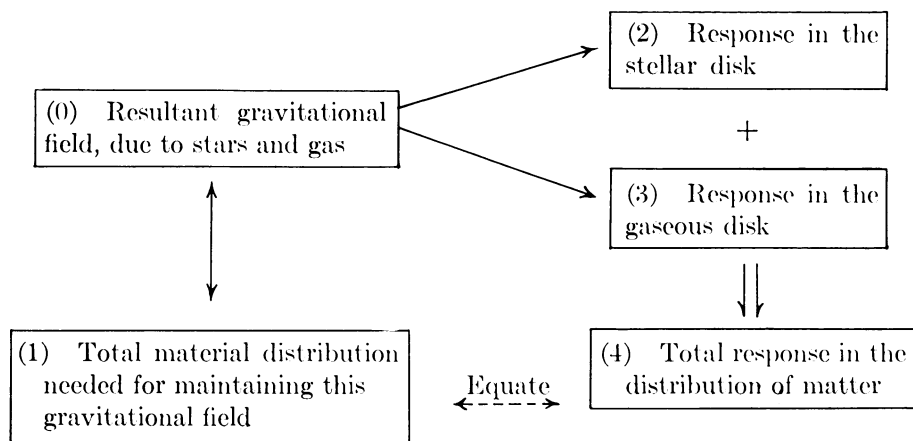 (0) Resultant gravitational
field, due to stars and gas
(2) Response in the
stellar disk
+
(3) Response in the
gaseous disk
(1) Total material distribution
needed for maintaining this
gravitational field
Equate
(4) Total response in the
distribution of matter